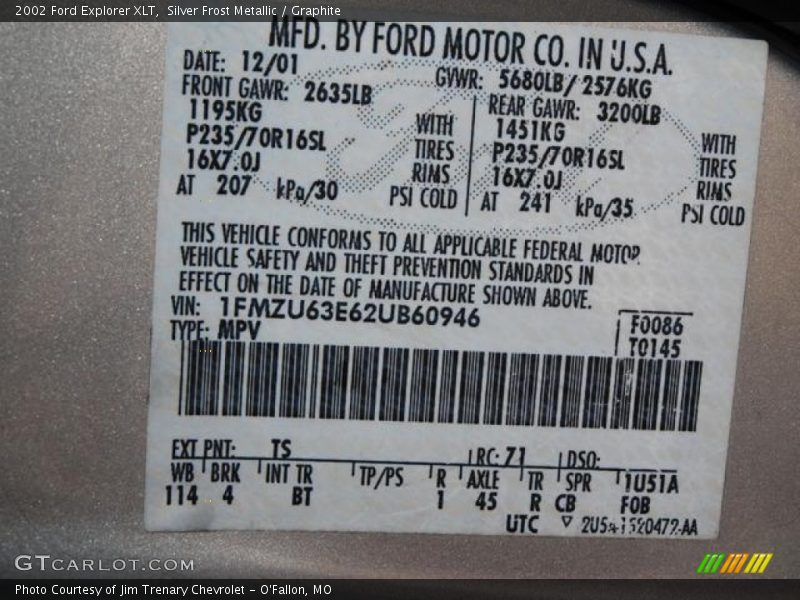 2002 Ford Explorer XLT, Silver Frost Metallic / Graphite
MFD. BY FORD MOTOR CO. IN U.S.A.
DATE: 12/01 GVWR: 5680LB/ 2576KG
FRONT GAWR: 2635LB REAR GAWR: 3200LB
1195KG WITH 1451KG WITH
P235/70R16SL TIRES P235/70R16SL TIRES
16X7.0J RIMS 16X7.0J RIMS
AT 207 kPa/30 PSI COLD AT 241 kPa/35 PSI COLD
THIS VEHICLE CONFORMS TO ALL APPLICABLE FEDERAL MOTOR
VEHICLE SAFETY AND THEFT PREVENTION STANDARDS IN
EFFECT ON THE DATE OF MANUFACTURE SHOWN ABOVE.
VIN: 1FMZU63E62UB60946
TYPE: MPV F0086
T0145
EXT PNT: TS RC: 71 DSO:
WB BRK INT TR TP/PS R AXLE TR SPR 1U51A
114 4 BT 1 45 R CB FOB
UTC
GTCARLOT.COM
Photo Courtesy of Jim Trenary Chevrolet - O'Fallon, MO